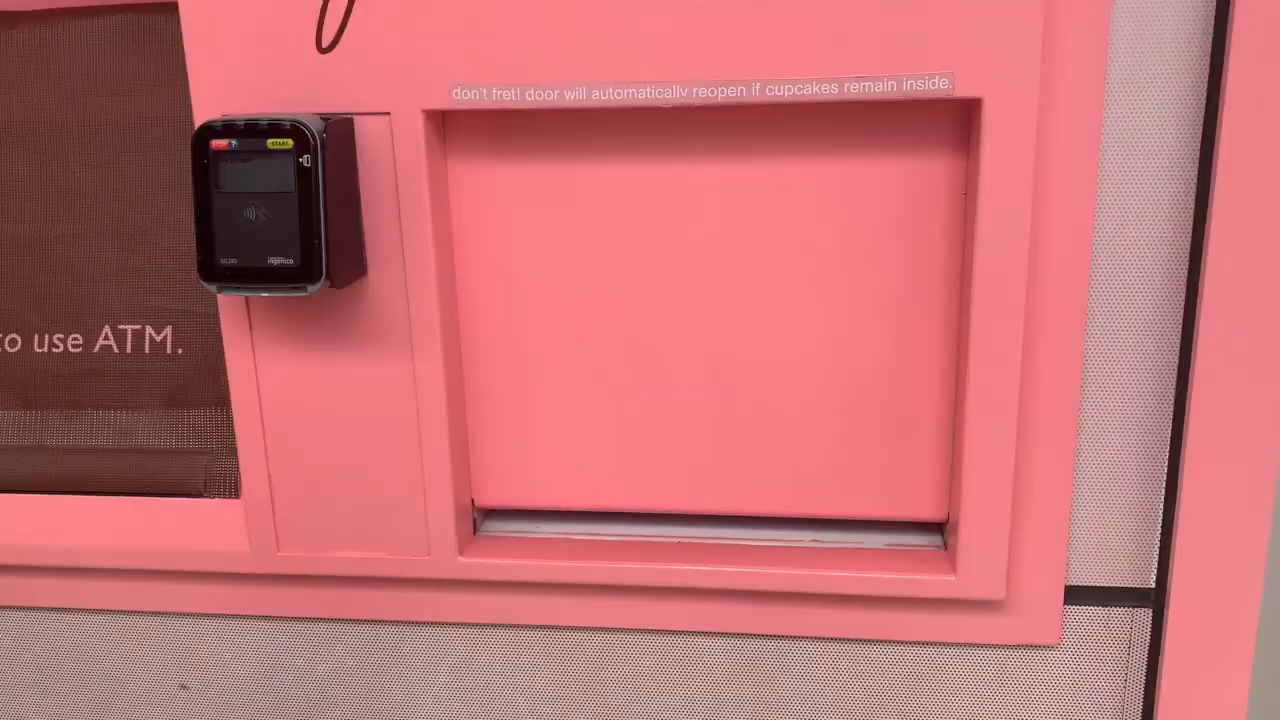 don't fret! door will automatically reopen if cupcakes remain inside.
STOP ? START
ingenico
to use ATM.